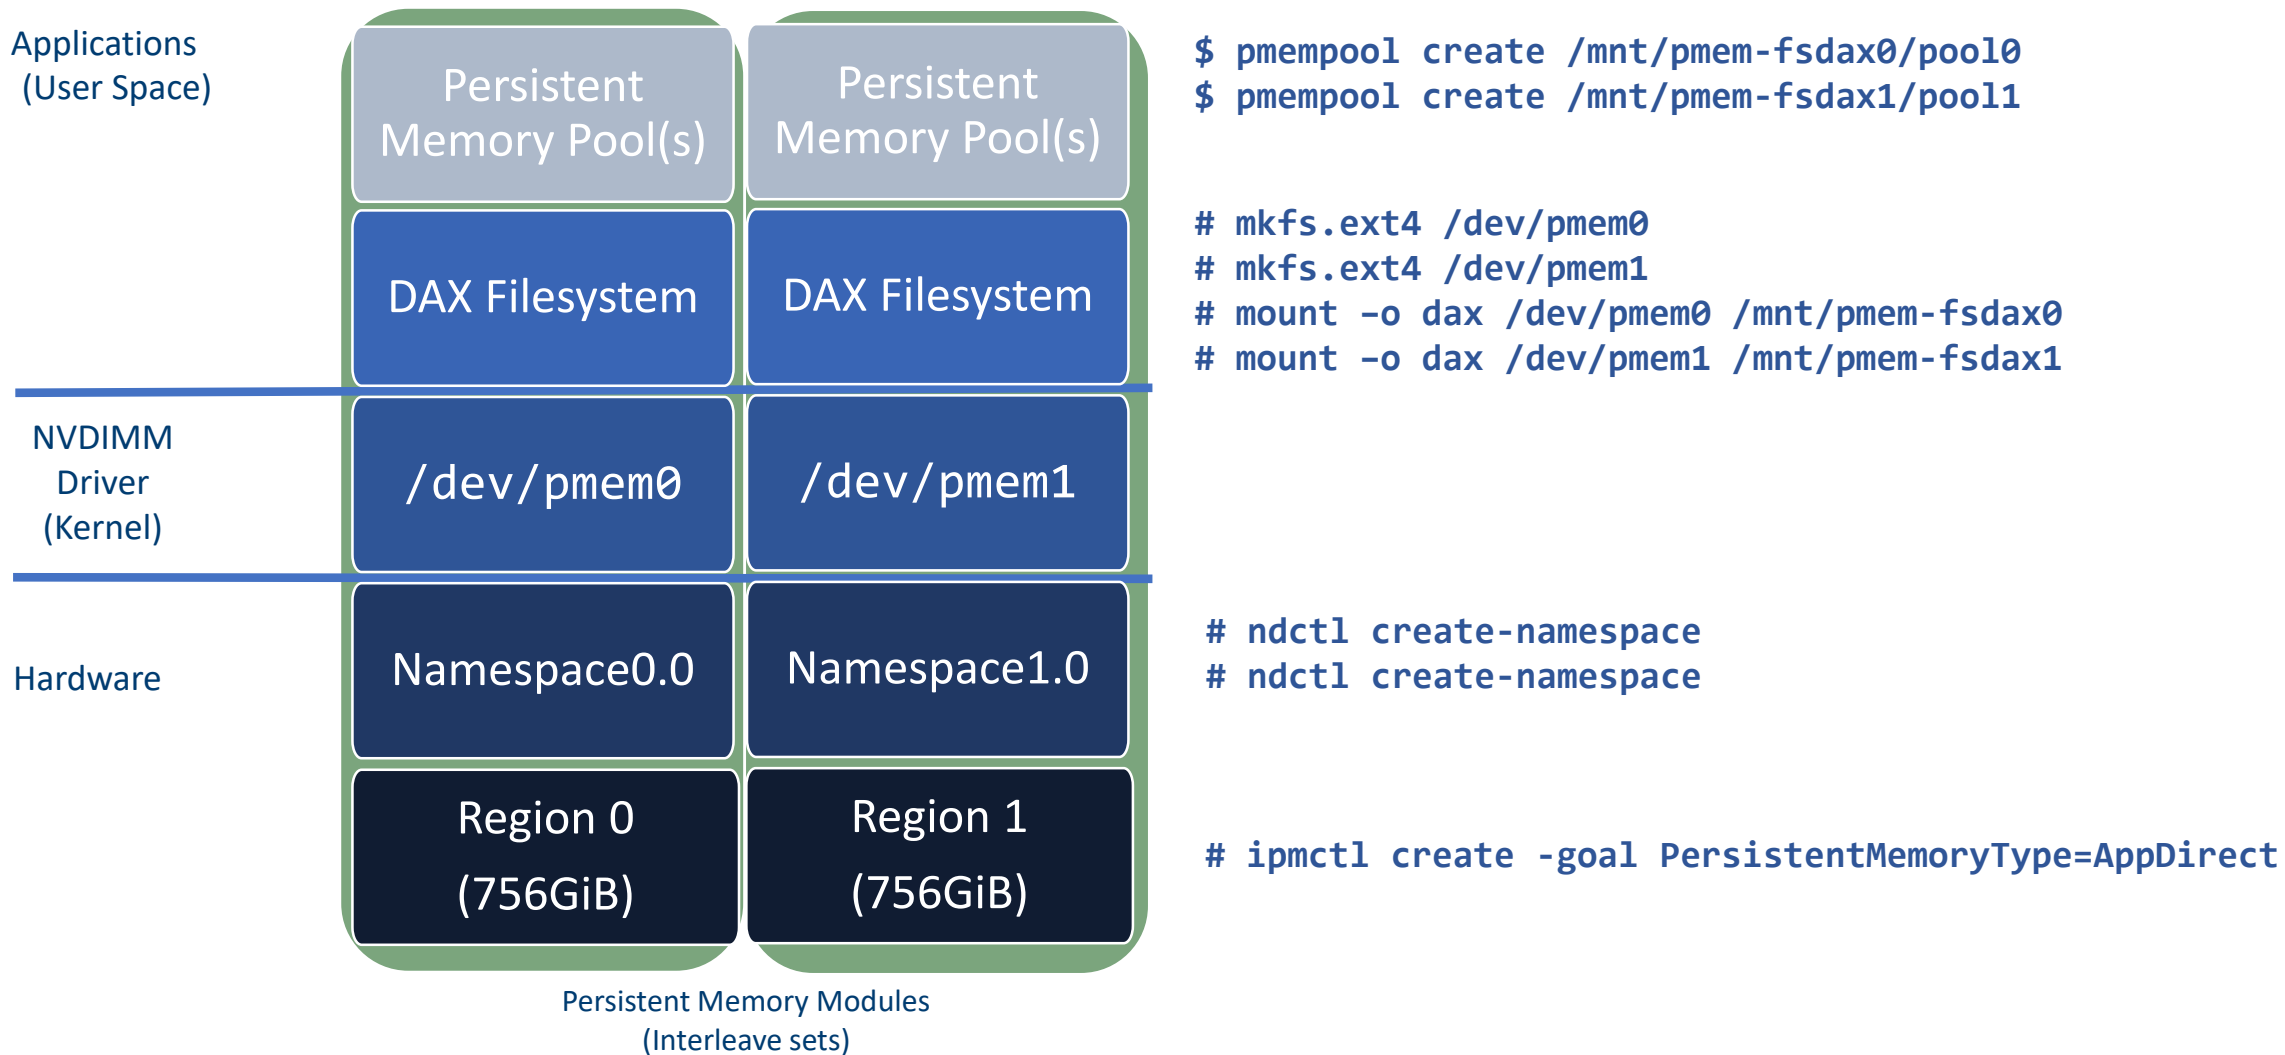 Applications
(User Space)
Persistent
Memory Pool(s)
Persistent
Memory Pool(s)
$ pmempool create /mnt/pmem-fsdax0/pool0
$ pmempool create /mnt/pmem-fsdax1/pool1
DAX Filesystem
DAX Filesystem
# mkfs.ext4 /dev/pmem0
# mkfs.ext4 /dev/pmem1
# mount –o dax /dev/pmem0 /mnt/pmem-fsdax0
# mount –o dax /dev/pmem1 /mnt/pmem-fsdax1
NVDIMM
Driver
(Kernel)
/dev/pmem0
/dev/pmem1
Hardware
Namespace0.0
Namespace1.0
# ndctl create-namespace
# ndctl create-namespace
Region 0
(756GiB)
Region 1
(756GiB)
# ipmctl create -goal PersistentMemoryType=AppDirect
Persistent Memory Modules
(Interleave sets)